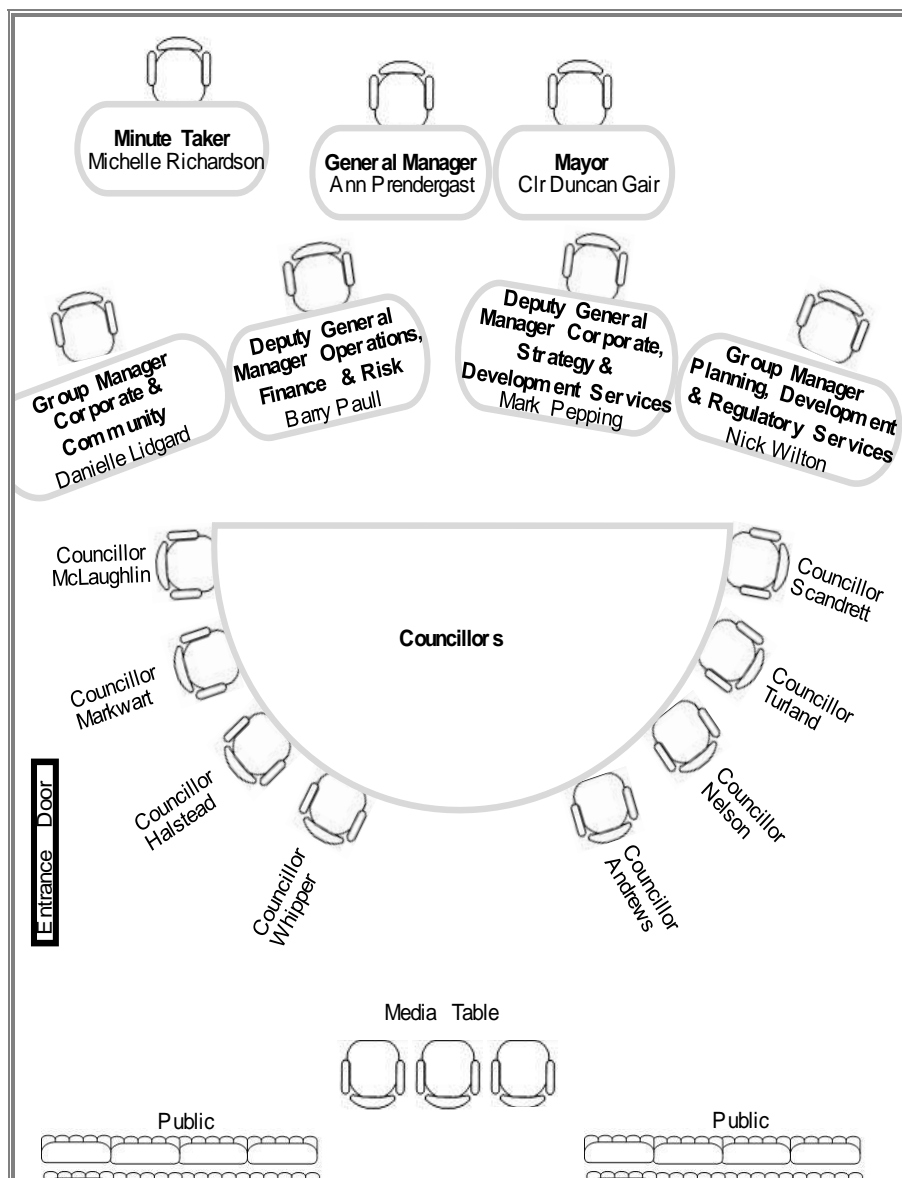 Minute Taker
Michelle Richardson
General Manager
Ann Prendergast
Mayor
Clr Duncan Gair
Group Manager
Corporate &
Community
Danielle Lidgard
Deputy General
Manager Operations,
Finance & Risk
Barry Paull
Deputy General
Manager Corporate,
Strategy &
Development Services
Mark Pepping
Group Manager
Planning, Development
& Regulatory Services
Nick Wilton
Councillor
McLaughlin
Councillor
Scandrett
Councillors
Councillor
Markwart
Councillor
Turland
Councillor
Halstead
Councillor
Nelson
Councillor
Whipper
Councillor
Andrews
Entrance Door
Media Table
Public
Public